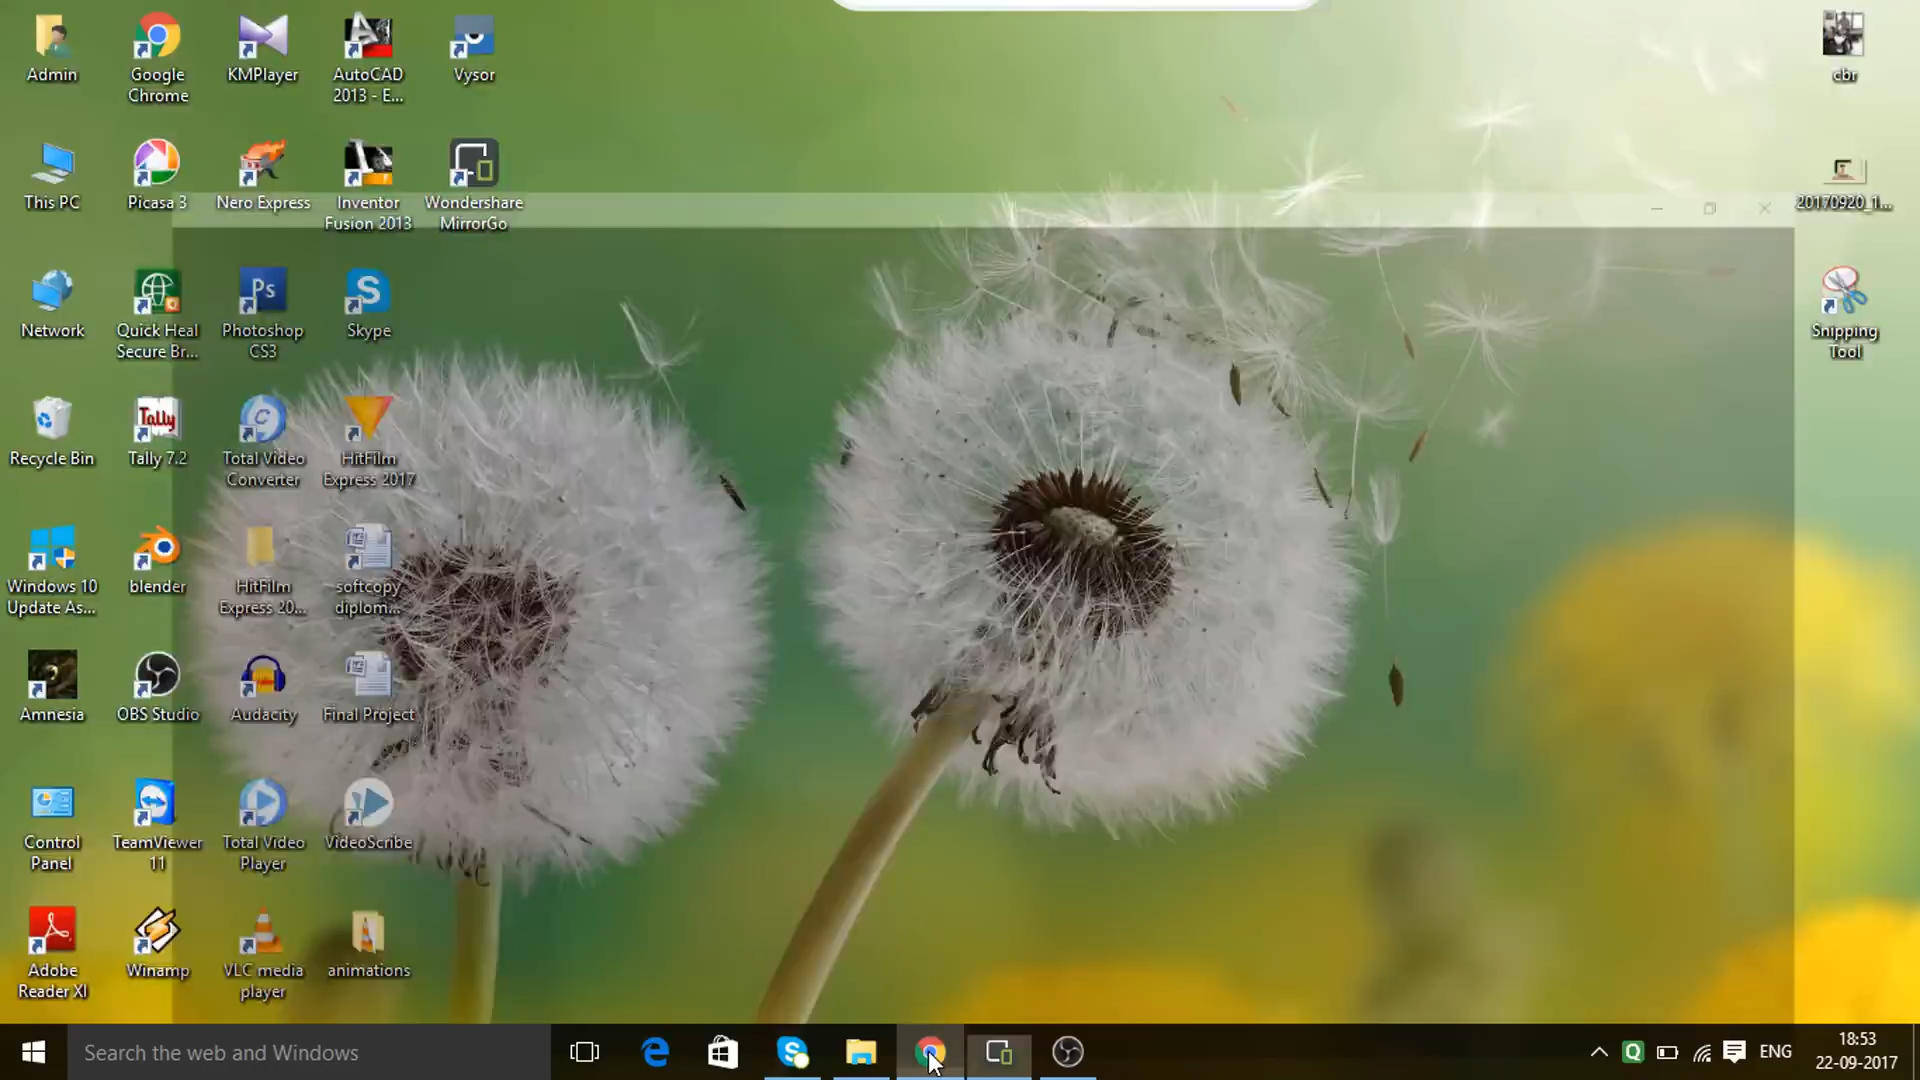 Admin
Google
Chrome
KMPlayer
AutoCAD
2013 - E...
Vysor
cbr
This PC
Picasa 3
Nero Express
Inventor
Fusion 2013
Wondershare
MirrorGo
20170920_1...
Network
Quick Heal
Secure Br...
Ps
Photoshop
CS3
Skype
Snipping
Tool
Recycle Bin
Tally
Tally 7.2
Total Video
Converter
HitFilm
Express 2017
Windows 10
Update As...
blender
HitFilm
Express 20...
softcopy
diplom...
Amnesia
OBS Studio
Audacity
Final Project
Control
Panel
TeamViewer
11
Total Video
Player
VideoScribe
Adobe
Reader XI
Winamp
VLC media
player
animations
Search the web and Windows
ENG
18:53
22-09-2017